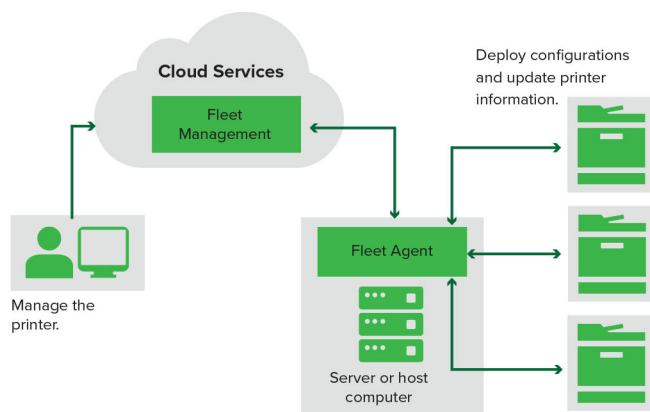 Cloud Services
Fleet
Management
Deploy configurations
and update printer
information.
Manage the
printer.
Fleet Agent
Server or host
computer